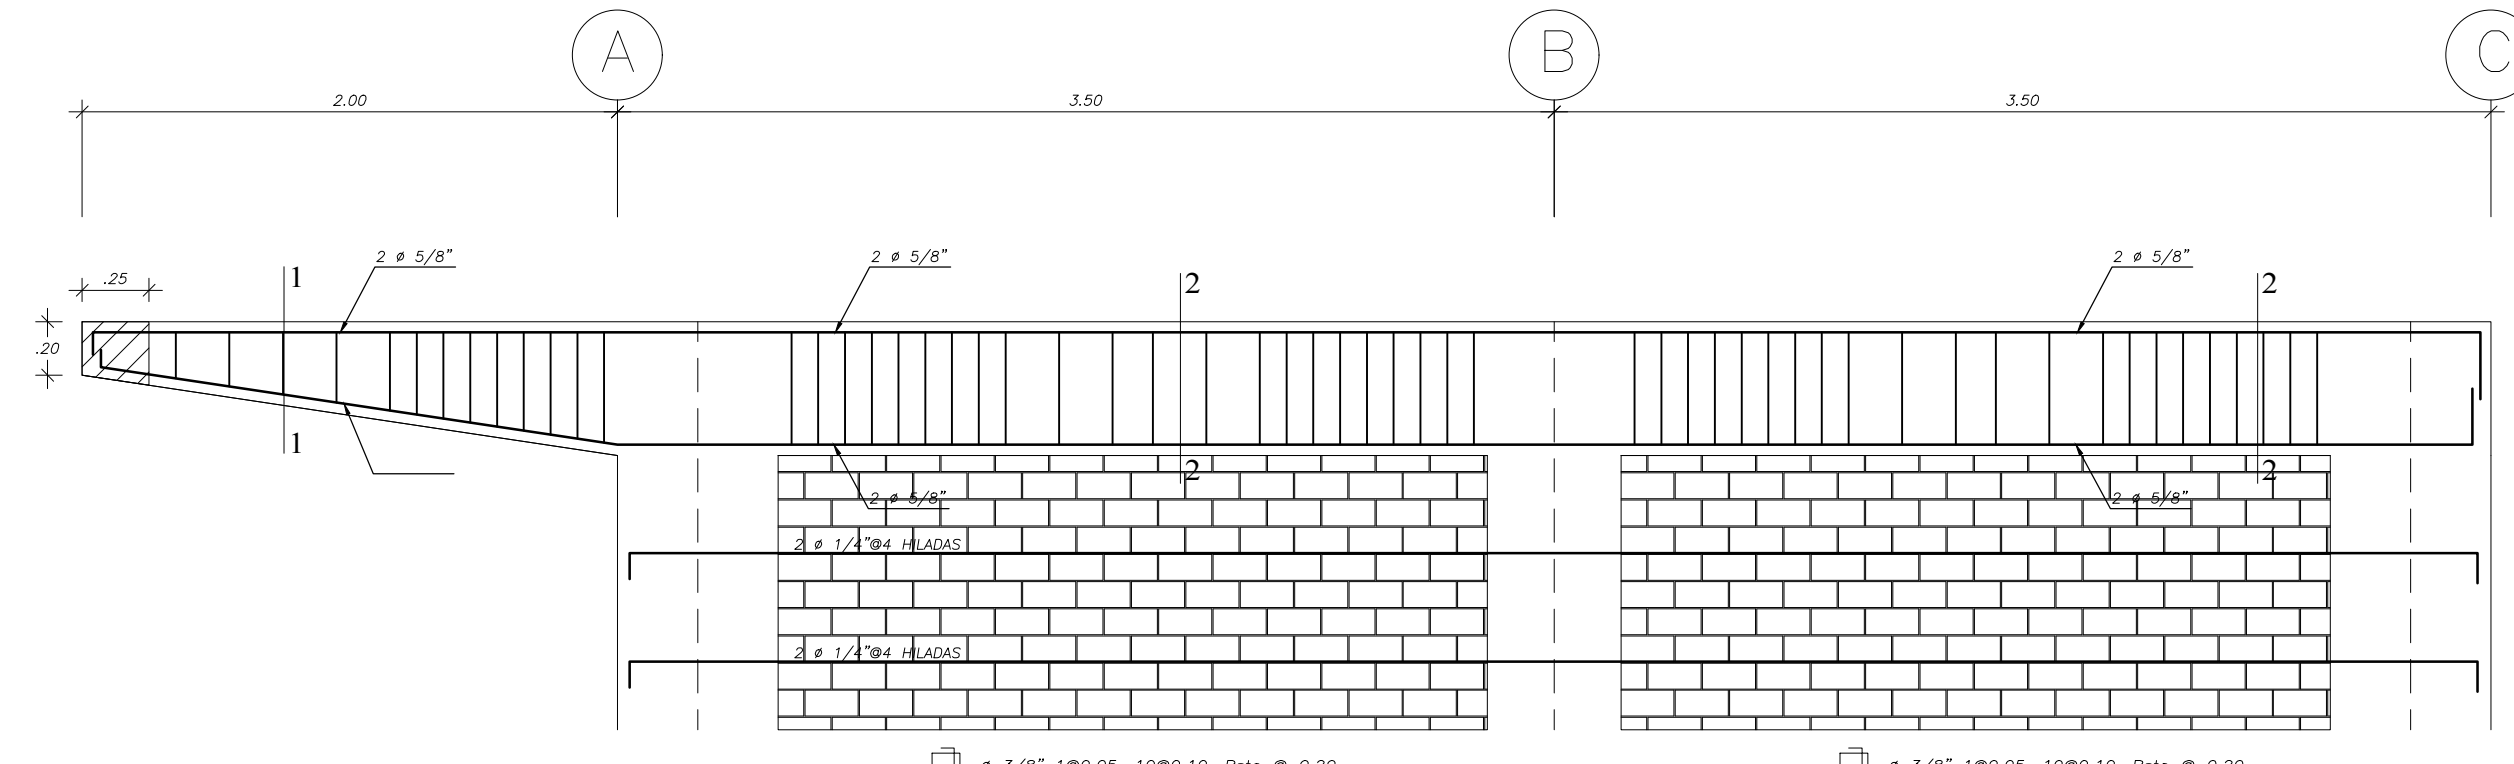 A
B
C
2.00
3.50
3.50
2 ø 5/8"
2 ø 5/8"
2 ø 5/8"
.25
1
2
2
.20
1
2
2
2 ø 5/8"
2 ø 5/8"
2 ø 1/4"@4 HILADAS
2 ø 1/4"@4 HILADAS